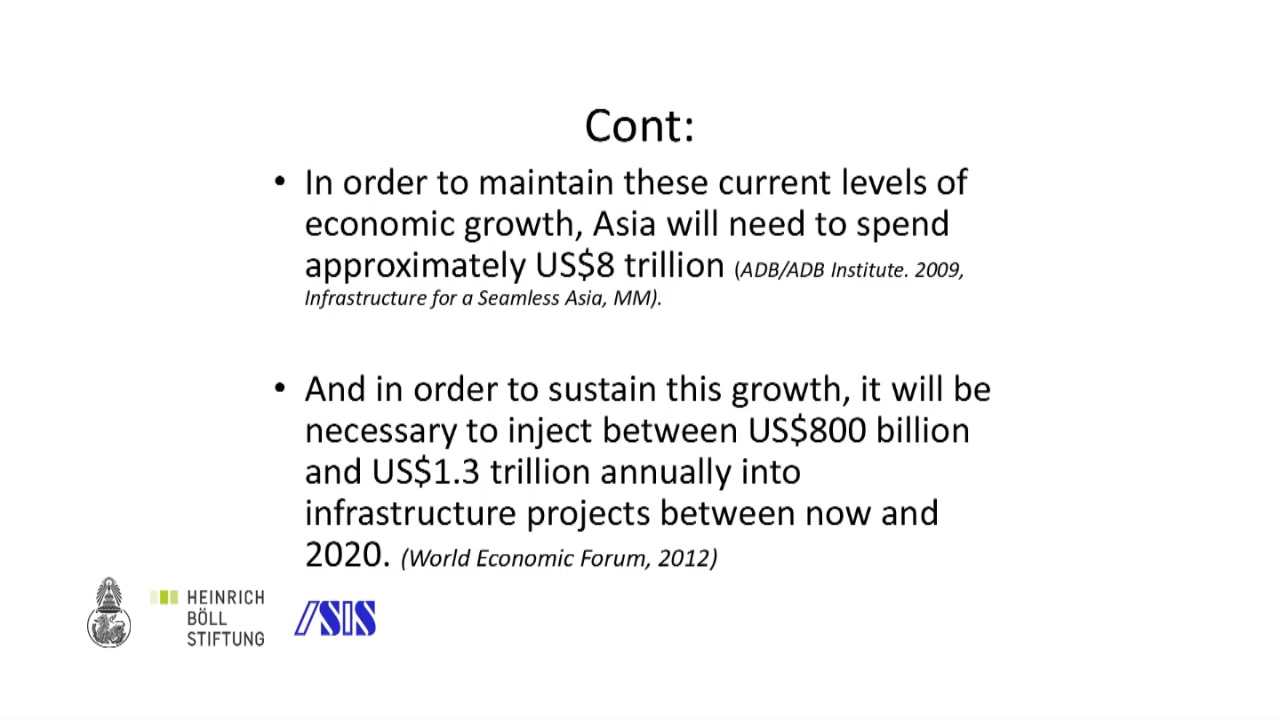 Cont:
• In order to maintain these current levels of
economic growth, Asia will need to spend
approximately US$8 trillion (ADB/ADB Institute. 2009,
Infrastructure for a Seamless Asia, MM).
• And in order to sustain this growth, it will be
necessary to inject between US$800 billion
and US$1.3 trillion annually into
infrastructure projects between now and
2020. (World Economic Forum, 2012)
HEINRICH
BÖLL
STIFTUNG
ISIS